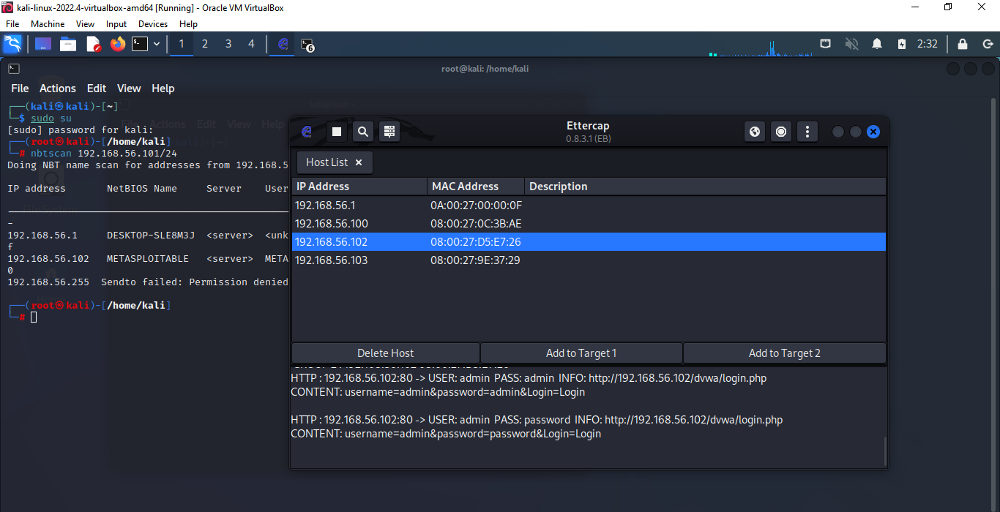 kali-linux-2022.4-virtualbox-amd64 [Running] - Oracle VM VirtualBox
File Machine View Input Devices Help
1 2 3 4 6 2:32
root@kali: /home/kali
File Actions Edit View Help
┌──(kali㉿kali)-[~]
└─$ sudo su
[sudo] password for kali:
┌──(root㉿kali)-[/home/kali]
└─# nbtscan 192.168.56.101/24
Doing NBT name scan for addresses from 192.168.5
IP address NetBIOS Name Server User
–
192.168.56.1 DESKTOP-SLE8M3J <server> <unk
f
192.168.56.102 METASPLOITABLE <server> META
0
192.168.56.255 Sendto failed: Permission denied
┌──(root㉿kali)-[/home/kali]
└─#
Ettercap
0.8.3.1 (EB)
Host List ×
IP Address MAC Address Description
192.168.56.1 0A:00:27:00:00:0F
192.168.56.100 08:00:27:0C:3B:AE
192.168.56.102 08:00:27:D5:E7:26
192.168.56.103 08:00:27:9E:37:29
Delete Host Add to Target 1 Add to Target 2
HTTP : 192.168.56.102:80 -> USER: admin PASS: admin INFO: http://192.168.56.102/dvwa/login.php
CONTENT: username=admin&password=admin&Login=Login
HTTP : 192.168.56.102:80 -> USER: admin PASS: password INFO: http://192.168.56.102/dvwa/login.php
CONTENT: username=admin&password=password&Login=Login